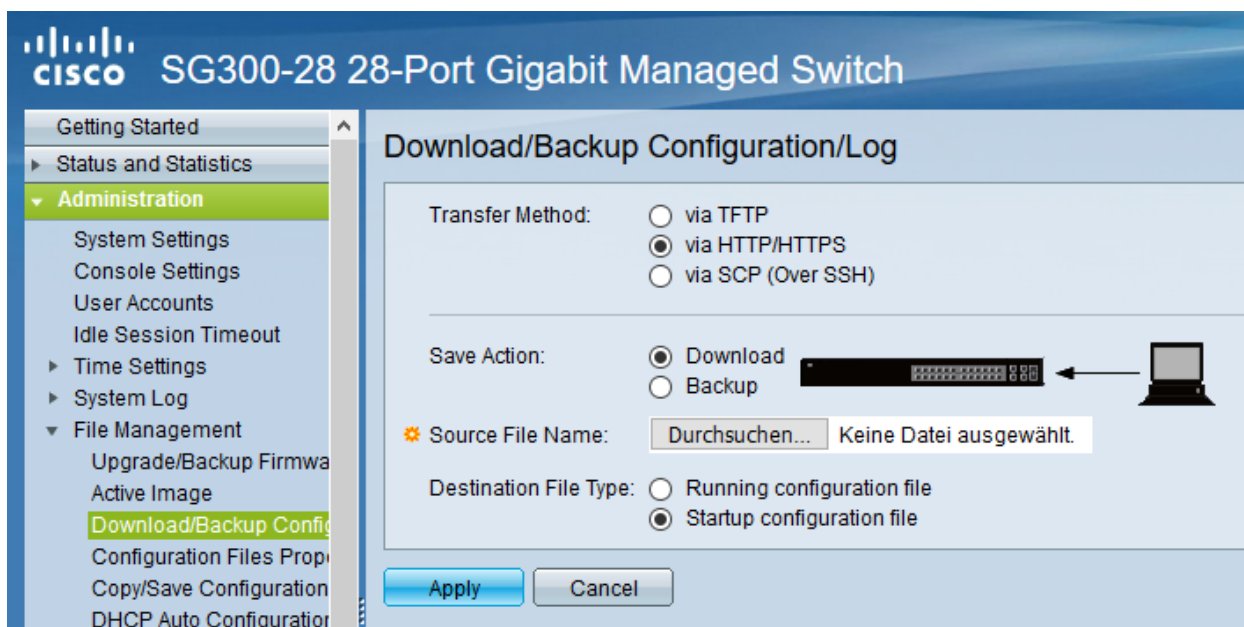 CISCO SG300-28 28-Port Gigabit Managed Switch
Getting Started
Status and Statistics
Administration
System Settings
Console Settings
User Accounts
Idle Session Timeout
Time Settings
System Log
File Management
Upgrade/Backup Firmwa
Active Image
Download/Backup Config
Configuration Files Prop
Copy/Save Configuration
DHCP Auto Configuration
Download/Backup Configuration/Log
Transfer Method:
via TFTP
via HTTP/HTTPS
via SCP (Over SSH)
Save Action:
Download
Backup
Source File Name:
Durchsuchen... Keine Datei ausgewählt.
Destination File Type:
Running configuration file
Startup configuration file
Apply Cancel